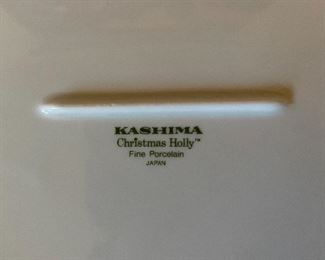 KASHIMA
Christmas Holly™
Fine Porcelain
JAPAN